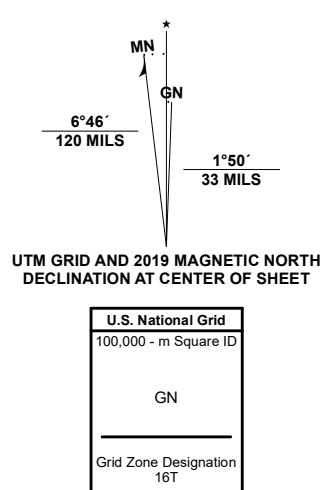 ★
MN
GN
6°46´
120 MILS
1°50´
33 MILS
UTM GRID AND 2019 MAGNETIC NORTH
DECLINATION AT CENTER OF SHEET
U.S. National Grid
100,000 - m Square ID
GN
Grid Zone Designation
16T